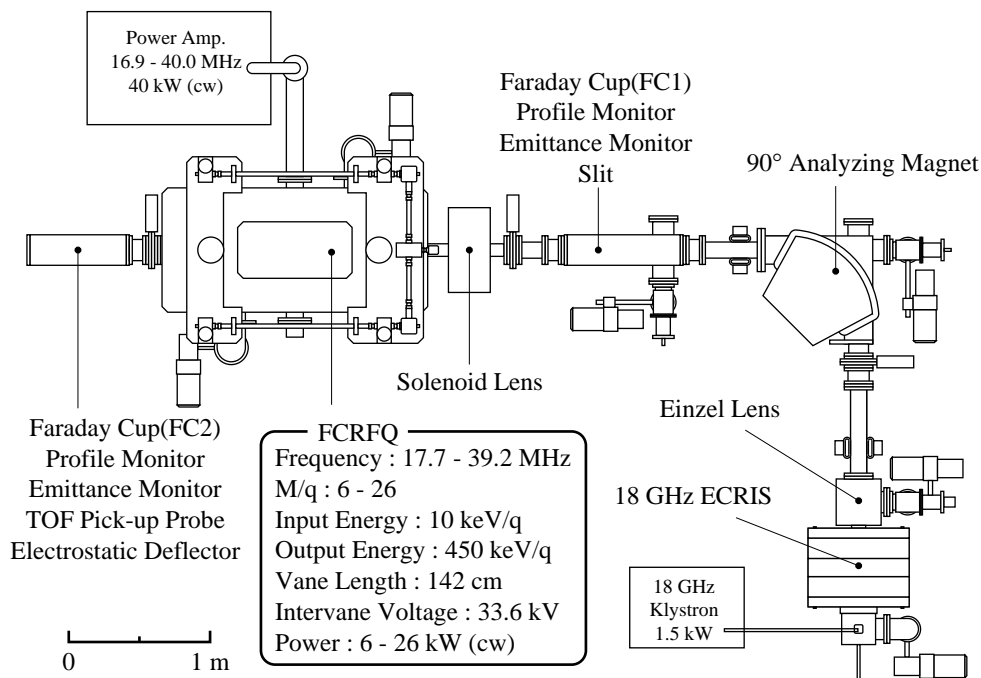 Power Amp.
16.9 - 40.0 MHz
40 kW (cw)
Faraday Cup(FC1)
Profile Monitor
Emittance Monitor
Slit
90° Analyzing Magnet
Solenoid Lens
Einzel Lens
18 GHz ECRIS
Faraday Cup(FC2)
Profile Monitor
Emittance Monitor
TOF Pick-up Probe
Electrostatic Deflector
FCRFQ
Frequency : 17.7 - 39.2 MHz
M/q : 6 - 26
Input Energy : 10 keV/q
Output Energy : 450 keV/q
Vane Length : 142 cm
Intervane Voltage : 33.6 kV
Power : 6 - 26 kW (cw)
18 GHz
Klystron
1.5 kW
0 1 m